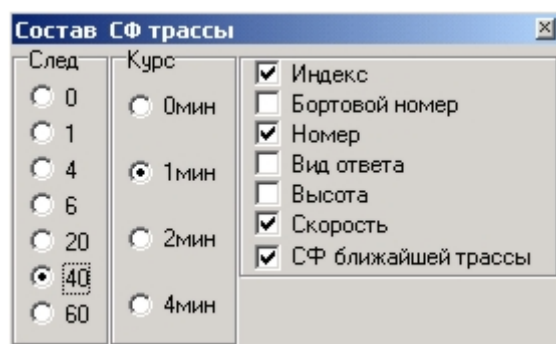 Состав СФ трассы
След
0
1
4
6
20
40
60
Курс
0мин
1мин
2мин
4мин
Индекс
Бортовой номер
Номер
Вид ответа
Высота
Скорость
СФ ближайшей трассы